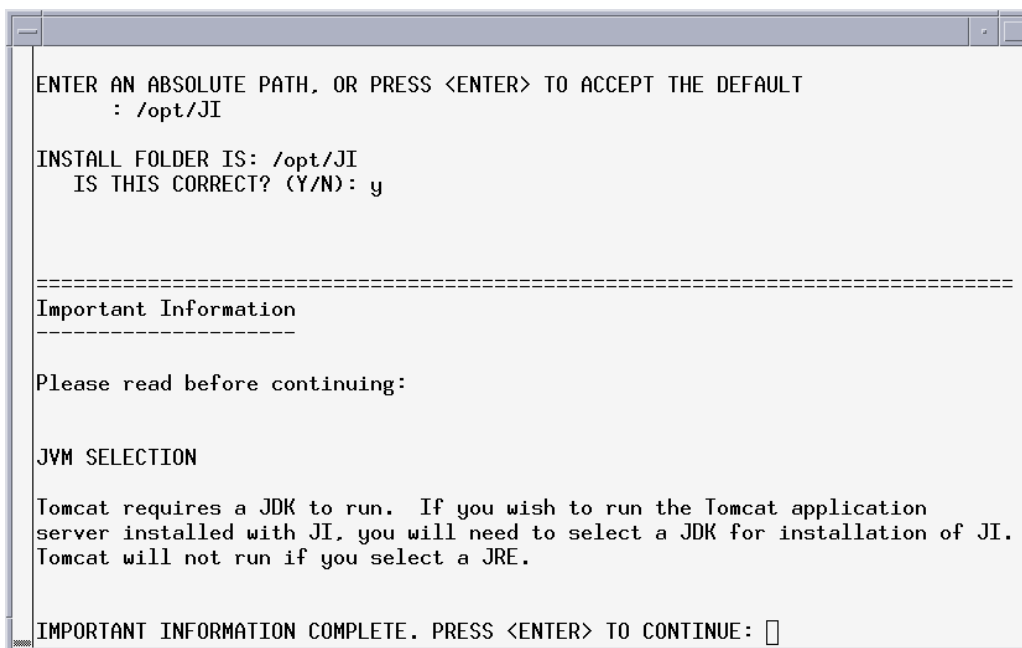 ENTER AN ABSOLUTE PATH, OR PRESS <ENTER> TO ACCEPT THE DEFAULT
: /opt/JI
INSTALL FOLDER IS: /opt/JI
IS THIS CORRECT? (Y/N): y
===============================================================================
Important Information
---------------------
Please read before continuing:
JVM SELECTION
Tomcat requires a JDK to run.  If you wish to run the Tomcat application
server installed with JI, you will need to select a JDK for installation of JI.
Tomcat will not run if you select a JRE.
IMPORTANT INFORMATION COMPLETE. PRESS <ENTER> TO CONTINUE: